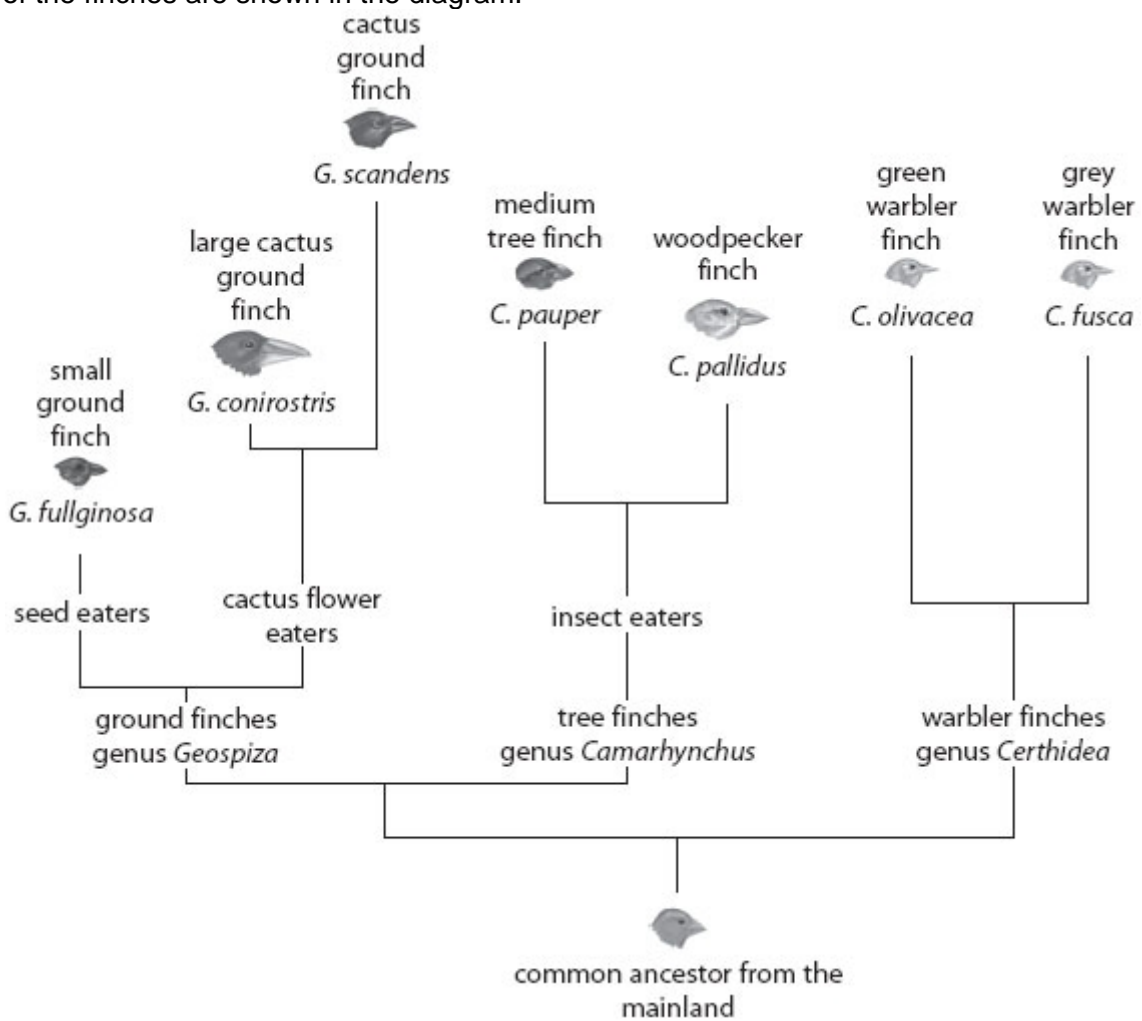 of the finches are shown in the diagram.
cactus
ground
finch
G. scandens
large cactus
ground
finch
G. conirostris
small
ground
finch
G. fullginosa
medium
tree finch
C. pauper
woodpecker
finch
C. pallidus
green
warbler
finch
C. olivacea
grey
warbler
finch
C. fusca
seed eaters
cactus flower
eaters
insect eaters
ground finches
genus Geospiza
tree finches
genus Camarhynchus
warbler finches
genus Certhidea
common ancestor from the
mainland